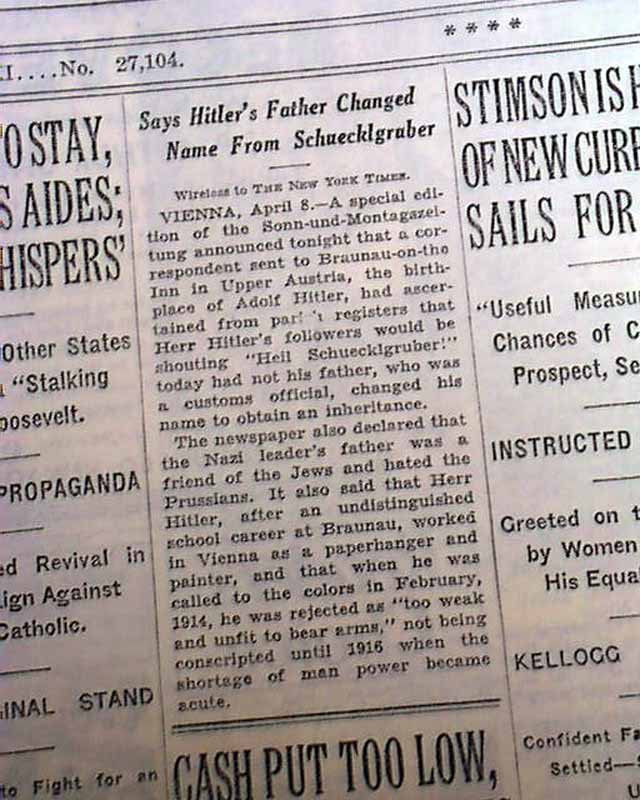 * * * *
I....No. 27,104.
O STAY,
S AIDES;
HISPERS'
Other States
"Stalking
oosevelt.
PROPAGANDA
ed Revival in
ign Against
Catholic.
INAL STAND
to Fight for an
Says Hitler's Father Changed
Name From Schuecklgruber
Wireless to THE NEW YORK TIMES.
VIENNA, April 8.—A special edi-
tion of the Sonn-und-Montagszei-
tung announced tonight that a cor-
respondent sent to Braunau-on-the
Inn in Upper Austria, the birth-
place of Adolf Hitler, had ascer-
tained from registers that
Herr Hitler's followers would be
shouting "Heil Schuecklgruber!"
today had not his father, who was
a customs official, changed his
name to obtain an inheritance.
The newspaper also declared that
the Nazi leader's father was a
friend of the Jews and hated the
Prussians. It also said that Herr
Hitler, after an undistinguished
school career at Braunau, worked
in Vienna as a paperhanger and
painter, and that when he was
called to the colors in February,
1914, he was rejected as "too weak
and unfit to bear arms," not being
conscripted until 1916 when the
shortage of man power became
acute.
CASH PUT TOO LOW,
STIMSON IS H
OF NEW CURR
SAILS FOR
"Useful Measu
Chances of C
Prospect, Se
INSTRUCTED
Greeted on t
by Women
His Equa
KELLOGG
Confident Fa
Settled—S